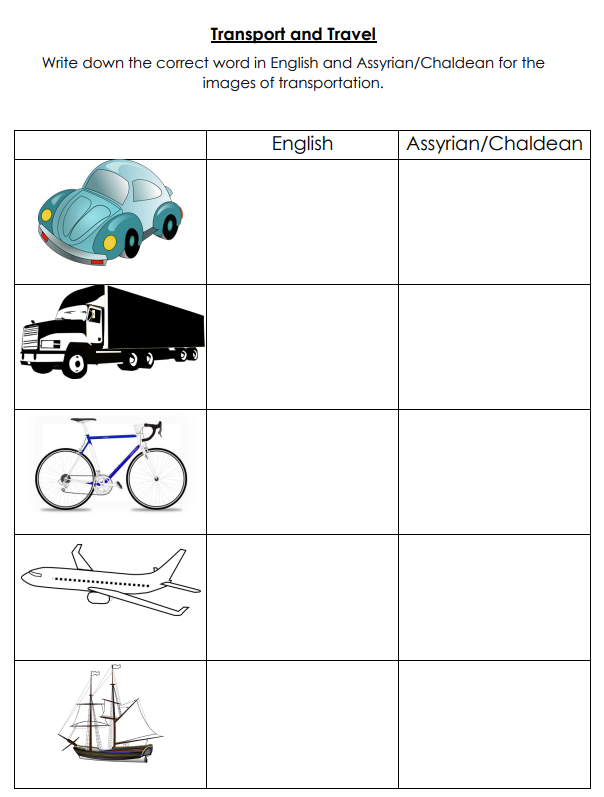 Transport and Travel
Write down the correct word in English and Assyrian/Chaldean for the
images of transportation.
English
Assyrian/Chaldean